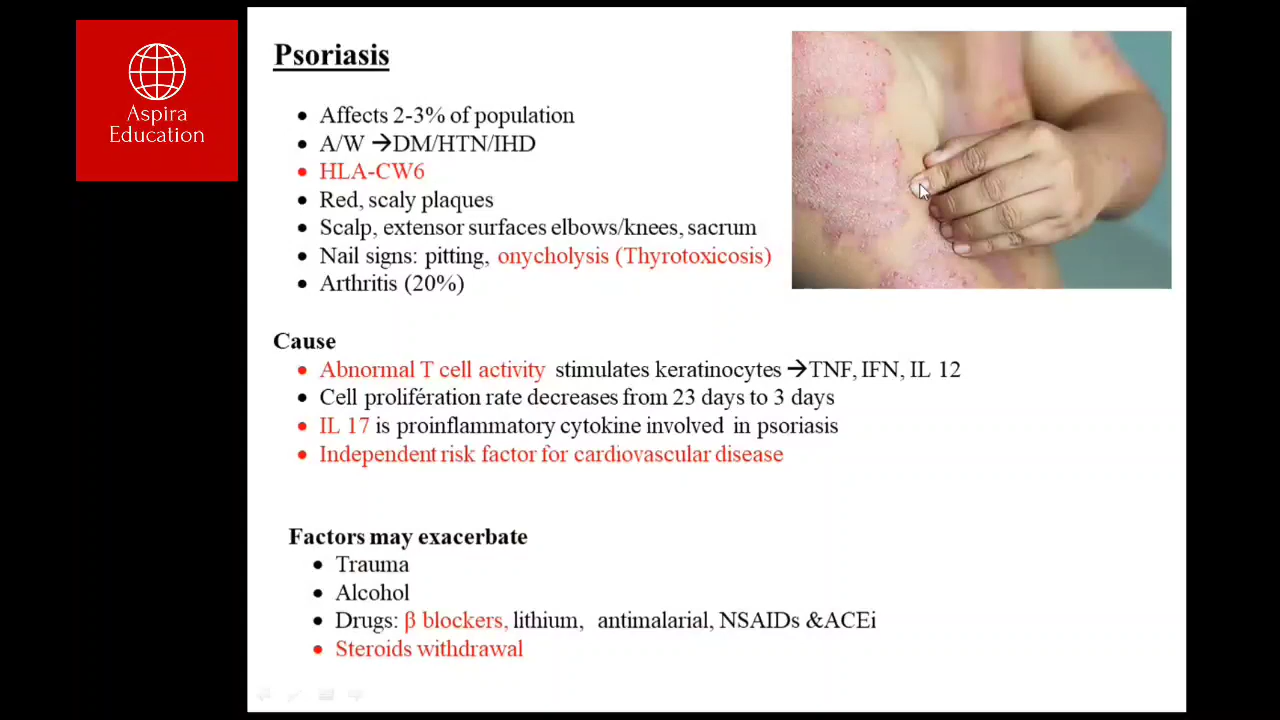 Aspira
Education
Psoriasis
• Affects 2-3% of population
• A/W →DM/HTN/IHD
• HLA-CW6
• Red, scaly plaques
• Scalp, extensor surfaces elbows/knees, sacrum
• Nail signs: pitting, onycholysis (Thyrotoxicosis)
• Arthritis (20%)
Cause
• Abnormal T cell activity stimulates keratinocytes →TNF, IFN, IL 12
• Cell prolifération rate decreases from 23 days to 3 days
• IL 17 is proinflammatory cytokine involved in psoriasis
• Independent risk factor for cardiovascular disease
Factors may exacerbate
• Trauma
• Alcohol
• Drugs: β blockers, lithium, antimalarial, NSAIDs &ACEi
• Steroids withdrawal